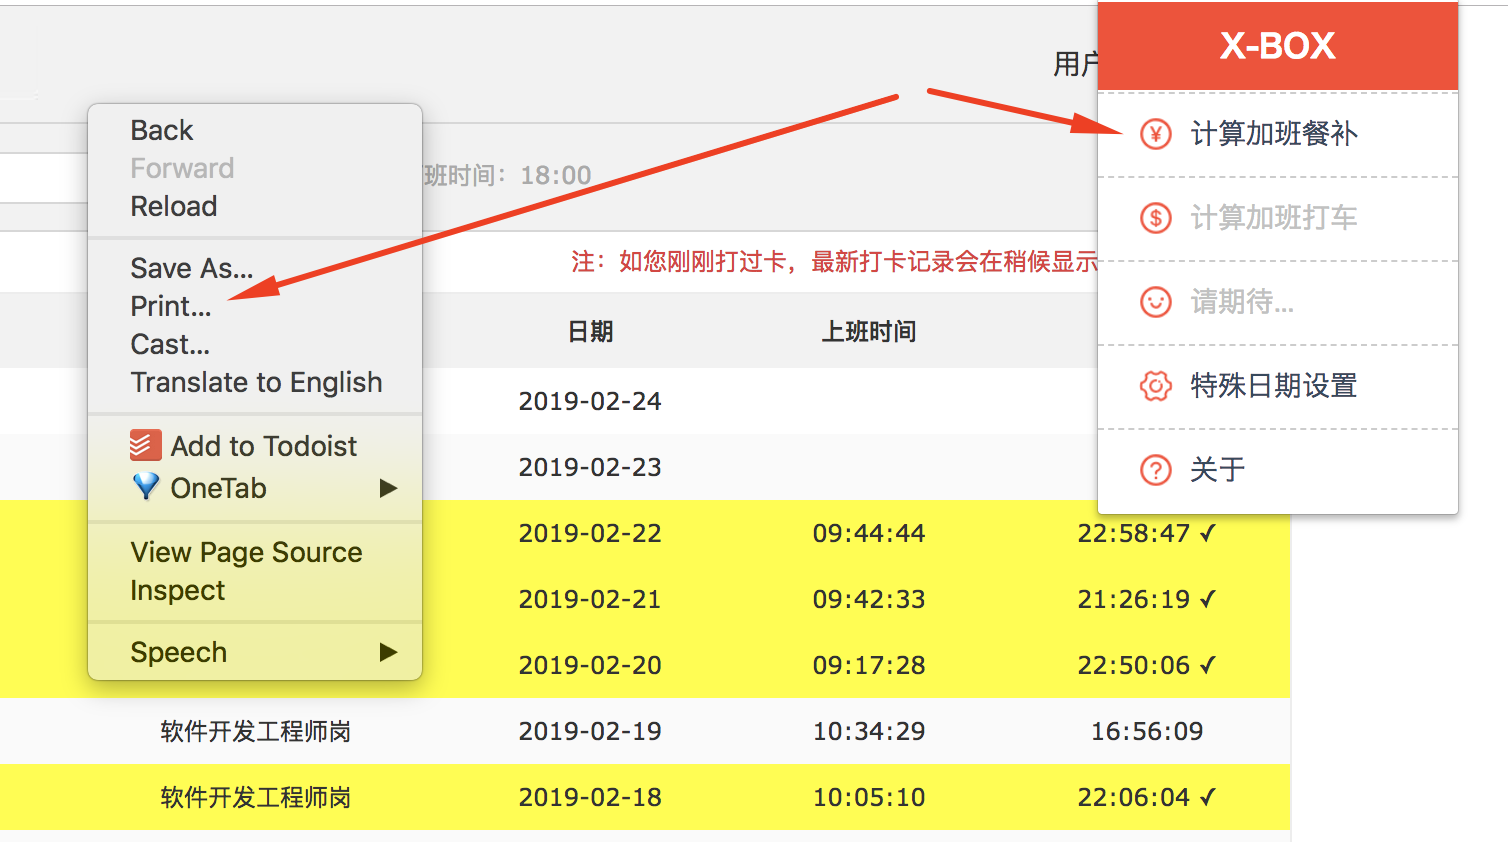 X-BOX
用户
计算加班餐补
计算加班打车
请期待...
特殊日期设置
关于
Back
Forward
Reload
Save As...
Print...
Cast...
Translate to English
Add to Todoist
OneTab
View Page Source
Inspect
Speech
班时间：18:00
注：如您刚刚打过卡，最新打卡记录会在稍候显示
日期 上班时间
2019-02-24
2019-02-23
2019-02-22 09:44:44 22:58:47 ✓
2019-02-21 09:42:33 21:26:19 ✓
2019-02-20 09:17:28 22:50:06 ✓
软件开发工程师岗 2019-02-19 10:34:29 16:56:09
软件开发工程师岗 2019-02-18 10:05:10 22:06:04 ✓